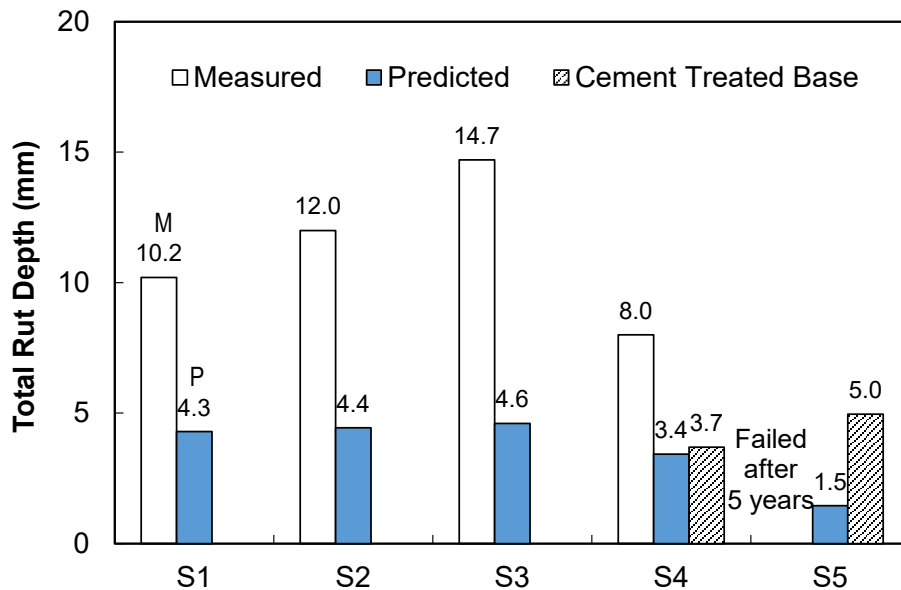 20
Measured
Predicted
Cement Treated Base
Total Rut Depth (mm)
15
10
5
0
M
10.2
P
4.3
12.0
4.4
14.7
4.6
8.0
3.4
3.7
Failed
after
5 years
1.5
5.0
S1
S2
S3
S4
S5